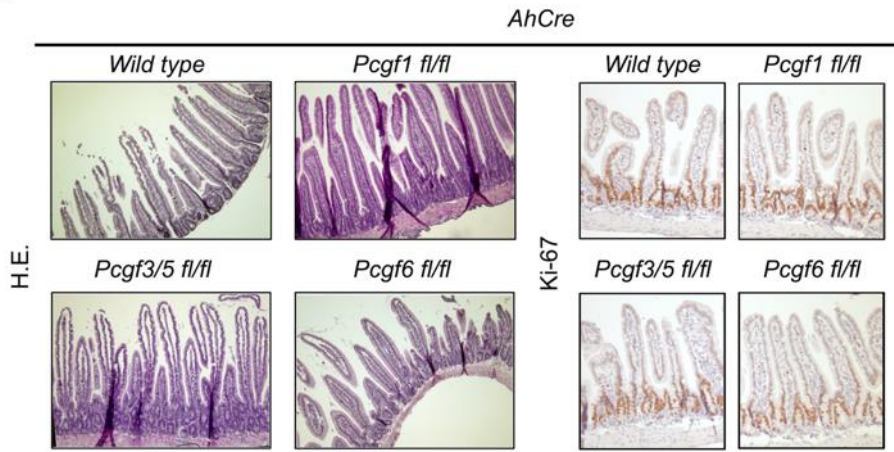 AhCre
Wild type Pcgf1 fl/fl Wild type Pcgf1 fl/fl
H.E.
Ki-67
Pcgf3/5 fl/fl Pcgf6 fl/fl Pcgf3/5 fl/fl Pcgf6 fl/fl